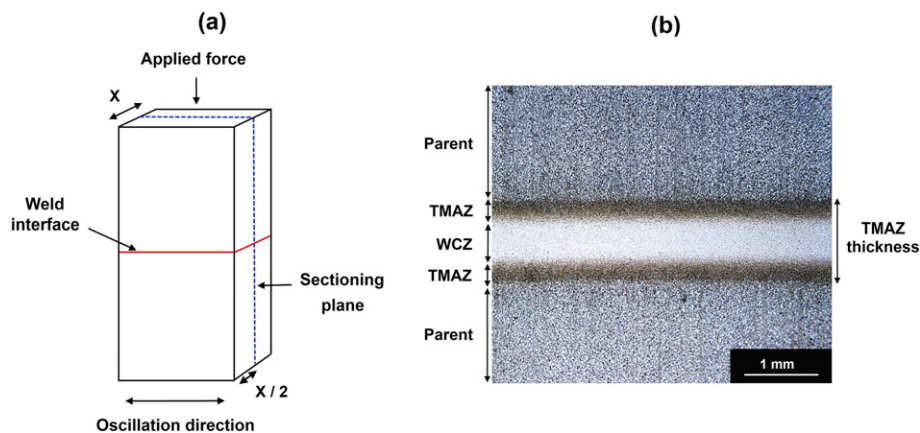 (a)
Applied force
X
Weld
interface
Sectioning
plane
X / 2
Oscillation direction
(b)
Parent
TMAZ
WCZ
TMAZ
Parent
TMAZ
thickness
1 mm